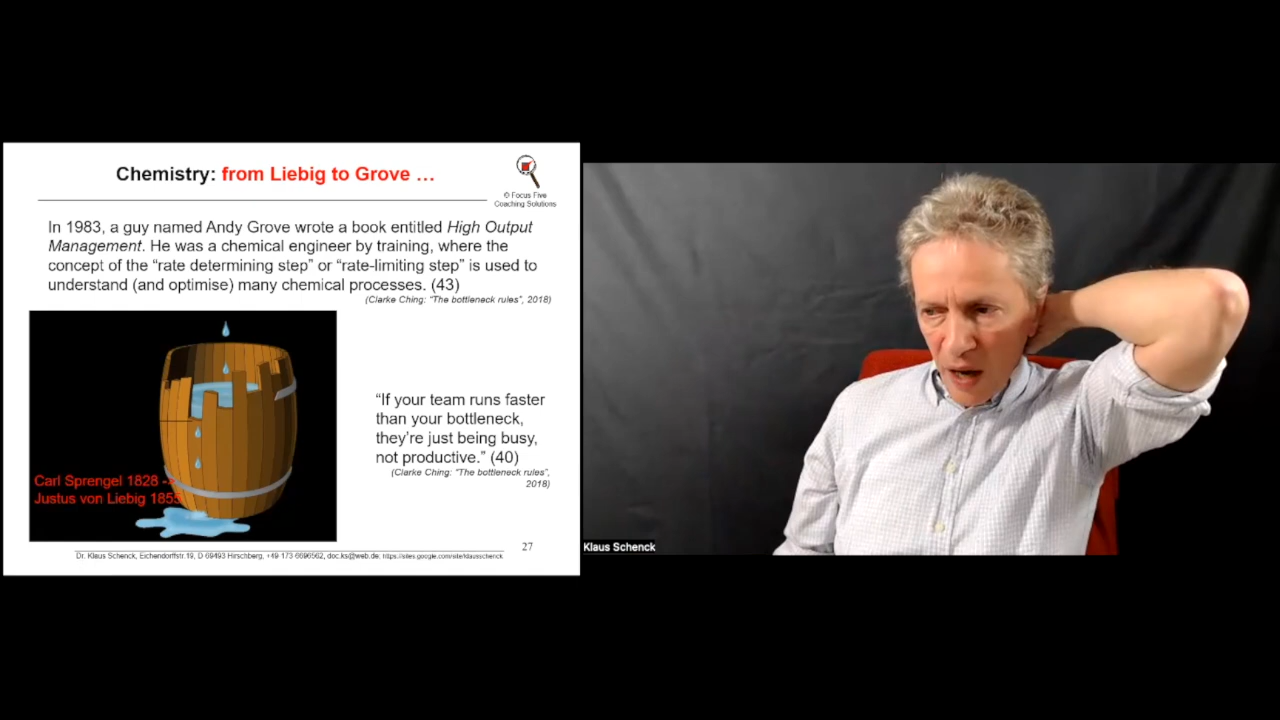 Chemistry: from Liebig to Grove …
© Focus Five
Coaching Solutions
In 1983, a guy named Andy Grove wrote a book entitled High Output
Management. He was a chemical engineer by training, where the
concept of the “rate determining step” or “rate-limiting step” is used to
understand (and optimise) many chemical processes. (43)
(Clarke Ching: “The bottleneck rules”, 2018)
“If your team runs faster
than your bottleneck,
they’re just being busy,
not productive.” (40)
(Clarke Ching: “The bottleneck rules”,
2018)
Carl Sprengel 1828 ->
Justus von Liebig 1855
27
Dr. Klaus Schenck, Eichendorffstr.19, D 69493 Hirschberg, +49 173 6696562, doc.ks@web.de; https://sites.google.com/site/klausschenck
Klaus Schenck